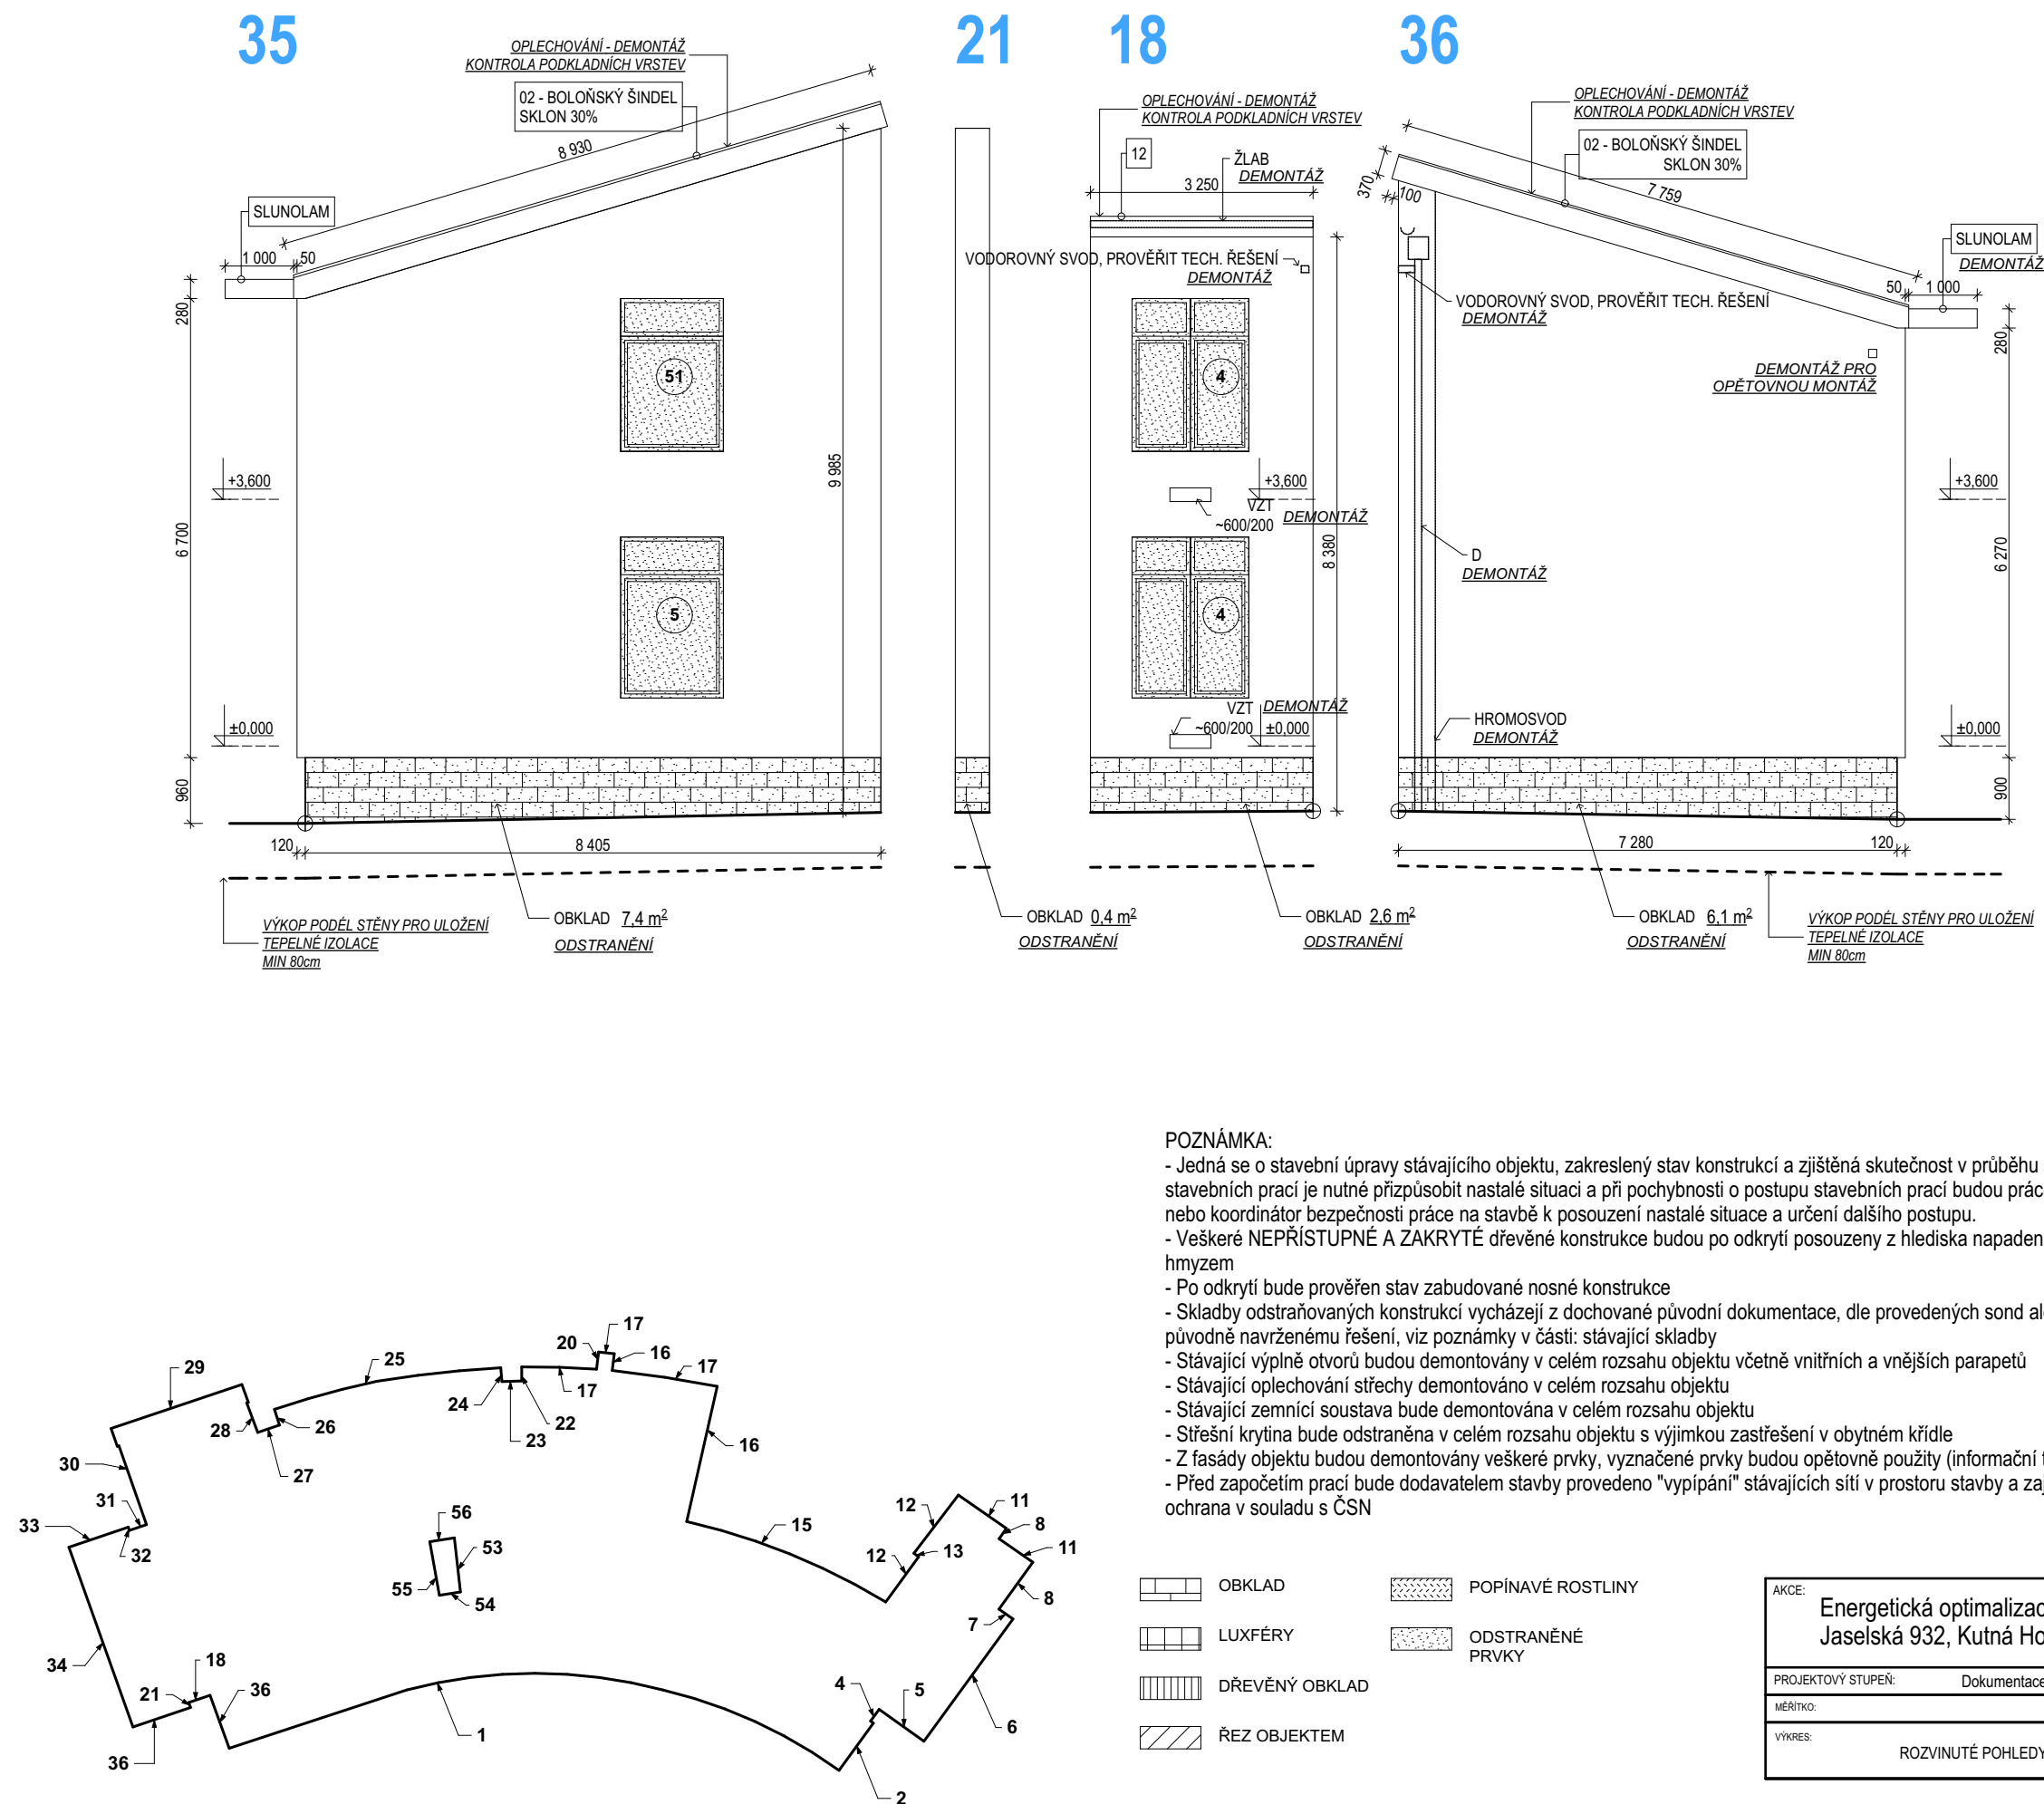 35
21
18
36
OPLECHOVÁNÍ - DEMONTÁŽ
KONTROLA PODKLADNÍCH VRSTEV
02 - BOLOŇSKÝ ŠINDEL
SKLON 30%
8 930
SLUNOLAM
1 000
50
280
6 700
960
+3,600
±0,000
51
5
9 985
120
8 405
OBKLAD 7,4 m²
ODSTRANĚNÍ
VÝKOP PODÉL STĚNY PRO ULOŽENÍ
TEPELNÉ IZOLACE
MIN 80cm
OBKLAD 0,4 m²
ODSTRANĚNÍ
OPLECHOVÁNÍ - DEMONTÁŽ
KONTROLA PODKLADNÍCH VRSTEV
12
ŽLAB
DEMONTÁŽ
3 250
VODOROVNÝ SVOD, PROVĚŘIT TECH. ŘEŠENÍ
DEMONTÁŽ
4
+3,600
VZT
~600/200
DEMONTÁŽ
8 380
4
VZT
DEMONTÁŽ
~600/200
±0,000
OBKLAD 2,6 m²
ODSTRANĚNÍ
OPLECHOVÁNÍ - DEMONTÁŽ
KONTROLA PODKLADNÍCH VRSTEV
02 - BOLOŇSKÝ ŠINDEL
SKLON 30%
370
100
7 759
SLUNOLAM
DEMONTÁŽ
50
1 000
VODOROVNÝ SVOD, PROVĚŘIT TECH. ŘEŠENÍ
DEMONTÁŽ
280
DEMONTÁŽ PRO
OPĚTOVNOU MONTÁŽ
+3,600
D
DEMONTÁŽ
6 270
HROMOSVOD
DEMONTÁŽ
±0,000
900
7 280
120
OBKLAD 6,1 m²
ODSTRANĚNÍ
VÝKOP PODÉL STĚNY PRO ULOŽENÍ
TEPELNÉ IZOLACE
MIN 80cm
POZNÁMKA:
- Jedná se o stavební úpravy stávajícího objektu, zakreslený stav konstrukcí a zjištěná skutečnost v průběhu
stavebních prací je nutné přizpůsobit nastalé situaci a při pochybnosti o postupu stavebních prací budou prác
nebo koordinátor bezpečnosti práce na stavbě k posouzení nastalé situace a určení dalšího postupu.
- Veškeré NEPŘÍSTUPNÉ A ZAKRYTÉ dřevěné konstrukce budou po odkrytí posouzeny z hlediska napaden
hmyzem
- Po odkrytí bude prověřen stav zabudované nosné konstrukce
- Skladby odstraňovaných konstrukcí vycházejí z dochované původní dokumentace, dle provedených sond al
původně navrženému řešení, viz poznámky v části: stávající skladby
- Stávající výplně otvorů budou demontovány v celém rozsahu objektu včetně vnitřních a vnějších parapetů
- Stávající oplechování střechy demontováno v celém rozsahu objektu
- Stávající zemnící soustava bude demontována v celém rozsahu objektu
- Střešní krytina bude odstraněna v celém rozsahu objektu s výjimkou zastřešení v obytném křídle
- Z fasády objektu budou demontovány veškeré prvky, vyznačené prvky budou opětovně použity (informační t
- Před započetím prací bude dodavatelem stavby provedeno "vypípání" stávajících sítí v prostoru stavby a zaj
ochrana v souladu s ČSN
17
20
16
25
29
17
17
24
22
28
26
23
16
27
30
31
12
11
33
56
8
15
32
53
12
13
11
55
54
8
7
34
18
21
36
4
5
1
6
36
2
OBKLAD
POPÍNAVÉ ROSTLINY
LUXFÉRY
ODSTRANĚNÉ
PRVKY
DŘEVĚNÝ OBKLAD
ŘEZ OBJEKTEM
AKCE:
Energetická optimalizac
Jaselská 932, Kutná Ho
PROJEKTOVÝ STUPEŇ:
Dokumentace
MĚŘÍTKO:
VÝKRES:
ROZVINUTÉ POHLEDY